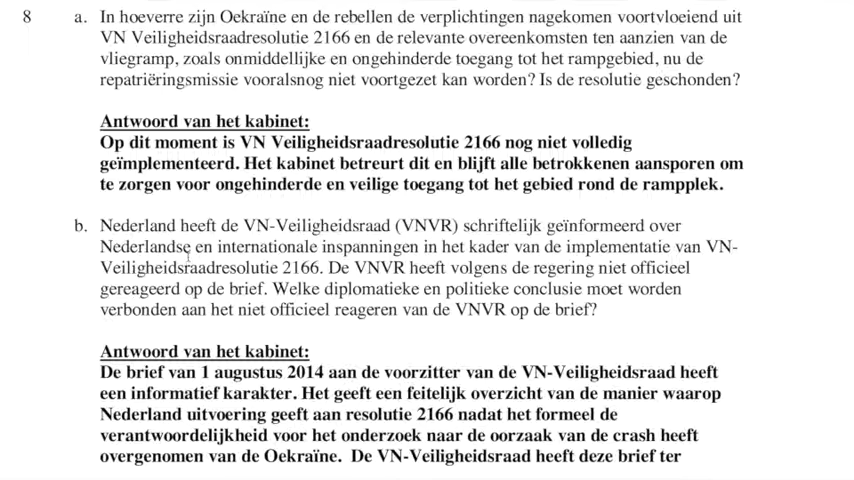 8 a. In hoeverre zijn Oekraïne en de rebellen de verplichtingen nagekomen voortvloeiend uit
VN Veiligheidsraadresolutie 2166 en de relevante overeenkomsten ten aanzien van de
vliegramp, zoals onmiddellijke en ongehinderde toegang tot het rampgebied, nu de
repatriëringsmissie vooralsnog niet voortgezet kan worden? Is de resolutie geschonden?
Antwoord van het kabinet:
Op dit moment is VN Veiligheidsraadresolutie 2166 nog niet volledig
geïmplementeerd. Het kabinet betreurt dit en blijft alle betrokkenen aansporen om
te zorgen voor ongehinderde en veilige toegang tot het gebied rond de rampplek.
b. Nederland heeft de VN-Veiligheidsraad (VNVR) schriftelijk geïnformeerd over
Nederlandse en internationale inspanningen in het kader van de implementatie van VN-
Veiligheidsraadresolutie 2166. De VNVR heeft volgens de regering niet officieel
gereageerd op de brief. Welke diplomatieke en politieke conclusie moet worden
verbonden aan het niet officieel reageren van de VNVR op de brief?
Antwoord van het kabinet:
De brief van 1 augustus 2014 aan de voorzitter van de VN-Veiligheidsraad heeft
een informatief karakter. Het geeft een feitelijk overzicht van de manier waarop
Nederland uitvoering geeft aan resolutie 2166 nadat het formeel de
verantwoordelijkheid voor het onderzoek naar de oorzaak van de crash heeft
overgenomen van de Oekraïne. De VN-Veiligheidsraad heeft deze brief ter